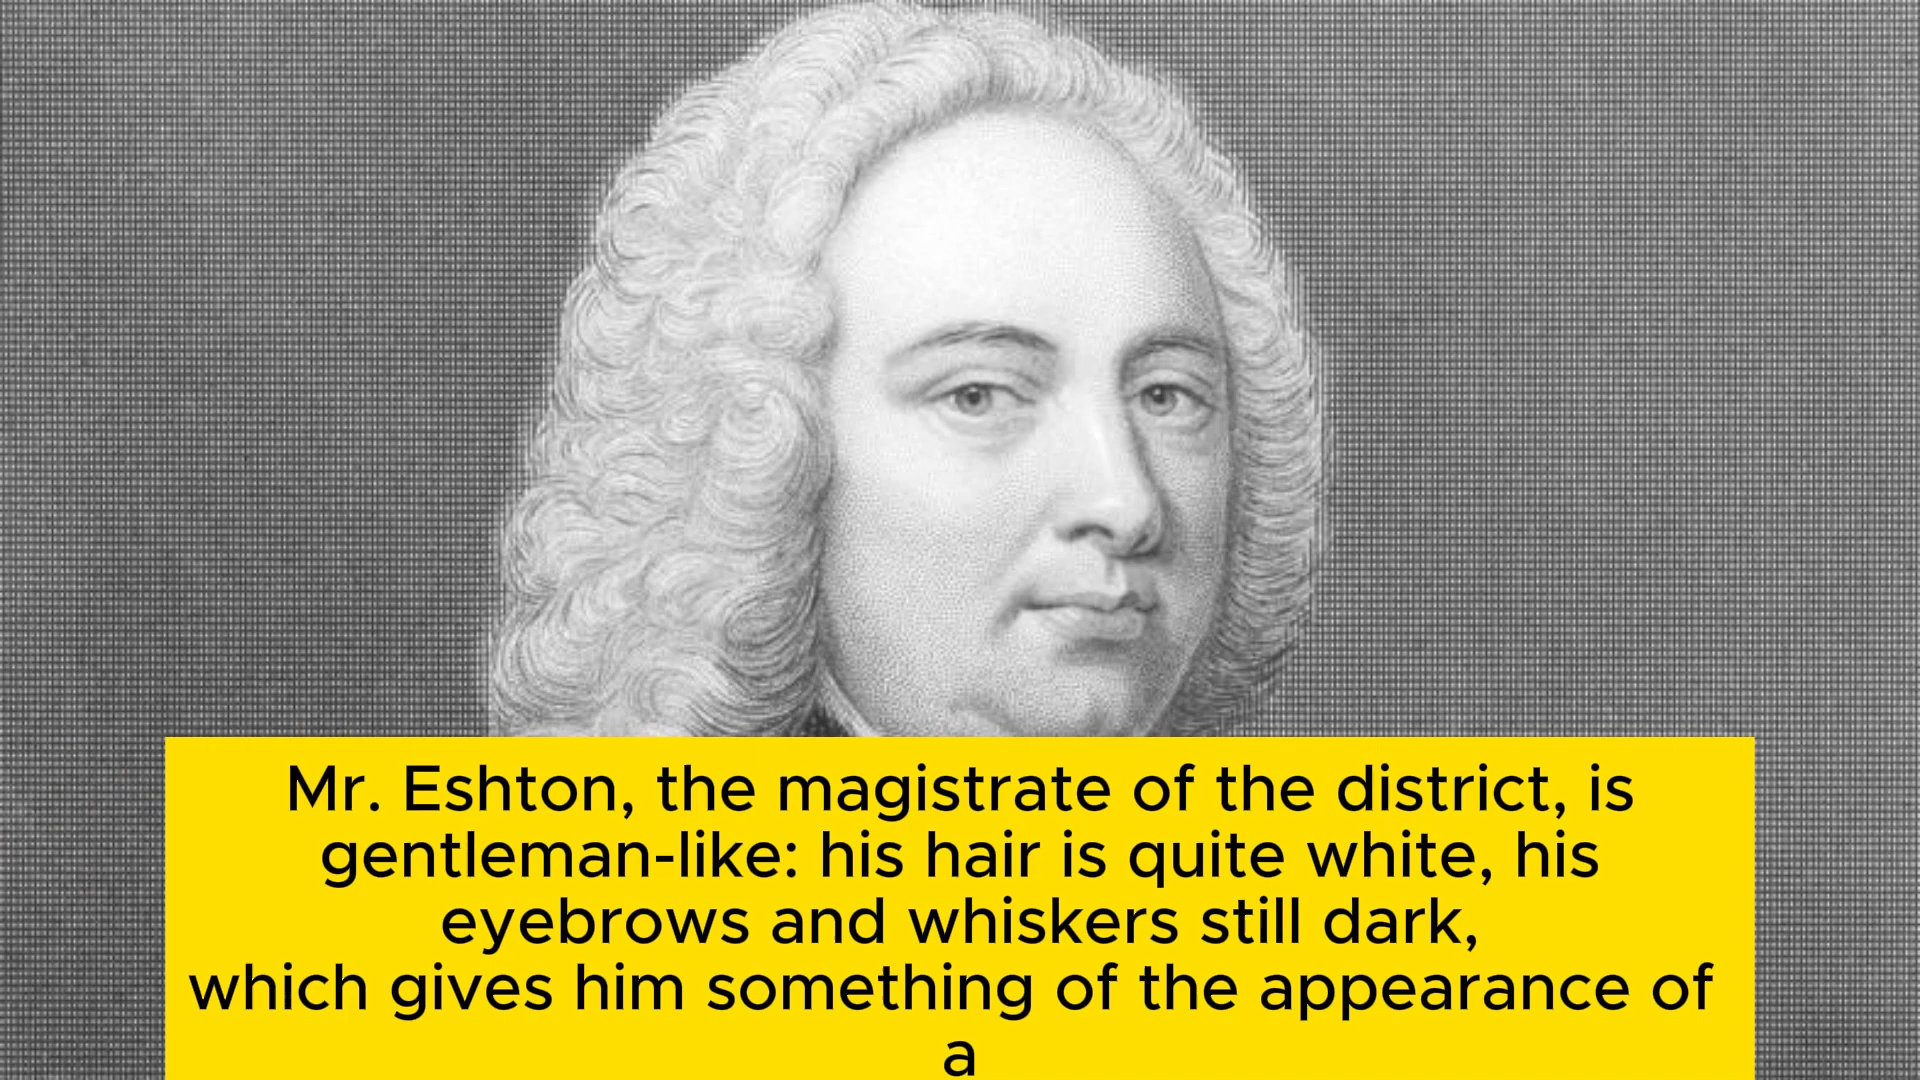 Mr. Eshton, the magistrate of the district, is
gentleman-like: his hair is quite white, his
eyebrows and whiskers still dark,
which gives him something of the appearance of
a